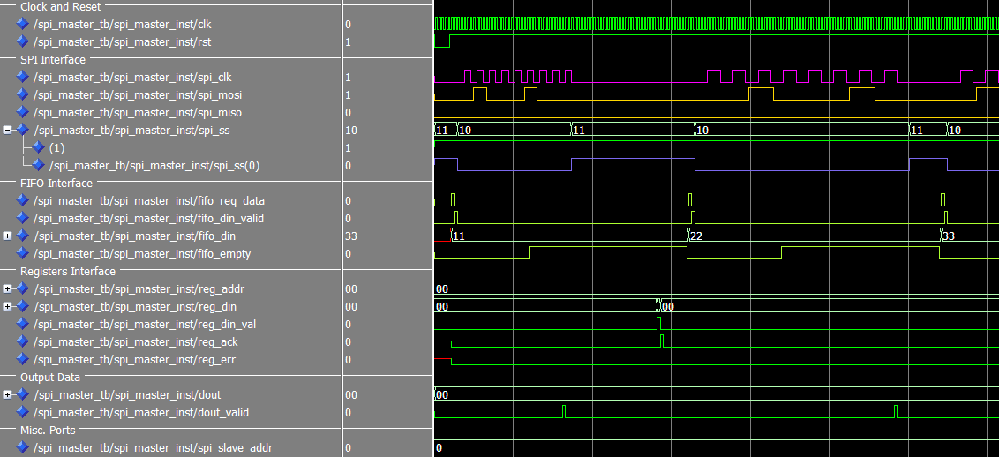 Clock and Reset
/spi_master_tb/spi_master_inst/clk 0
/spi_master_tb/spi_master_inst/rst 1
SPI Interface
/spi_master_tb/spi_master_inst/spi_clk 1
/spi_master_tb/spi_master_inst/spi_mosi 1
/spi_master_tb/spi_master_inst/spi_miso 0
/spi_master_tb/spi_master_inst/spi_ss 10 11 10 11 10 11 10
(1) 1
/spi_master_tb/spi_master_inst/spi_ss(0) 0
FIFO Interface
/spi_master_tb/spi_master_inst/fifo_req_data 0
/spi_master_tb/spi_master_inst/fifo_din_valid 0
/spi_master_tb/spi_master_inst/fifo_din 33 11 22 33
/spi_master_tb/spi_master_inst/fifo_empty 0
Registers Interface
/spi_master_tb/spi_master_inst/reg_addr 00 00
/spi_master_tb/spi_master_inst/reg_din 00 00 00
/spi_master_tb/spi_master_inst/reg_din_val 0
/spi_master_tb/spi_master_inst/reg_ack 0
/spi_master_tb/spi_master_inst/reg_err 0
Output Data
/spi_master_tb/spi_master_inst/dout 00 00
/spi_master_tb/spi_master_inst/dout_valid 0
Misc. Ports
/spi_master_tb/spi_master_inst/spi_slave_addr 0 0